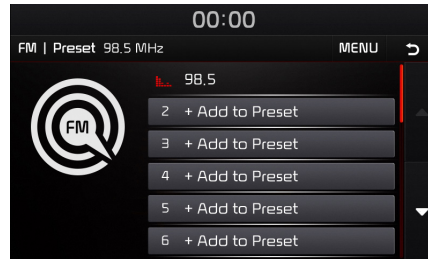 00:00
FM | Preset 98.5 MHz MENU
98.5
FM
2 + Add to Preset
3 + Add to Preset
4 + Add to Preset
5 + Add to Preset
6 + Add to Preset